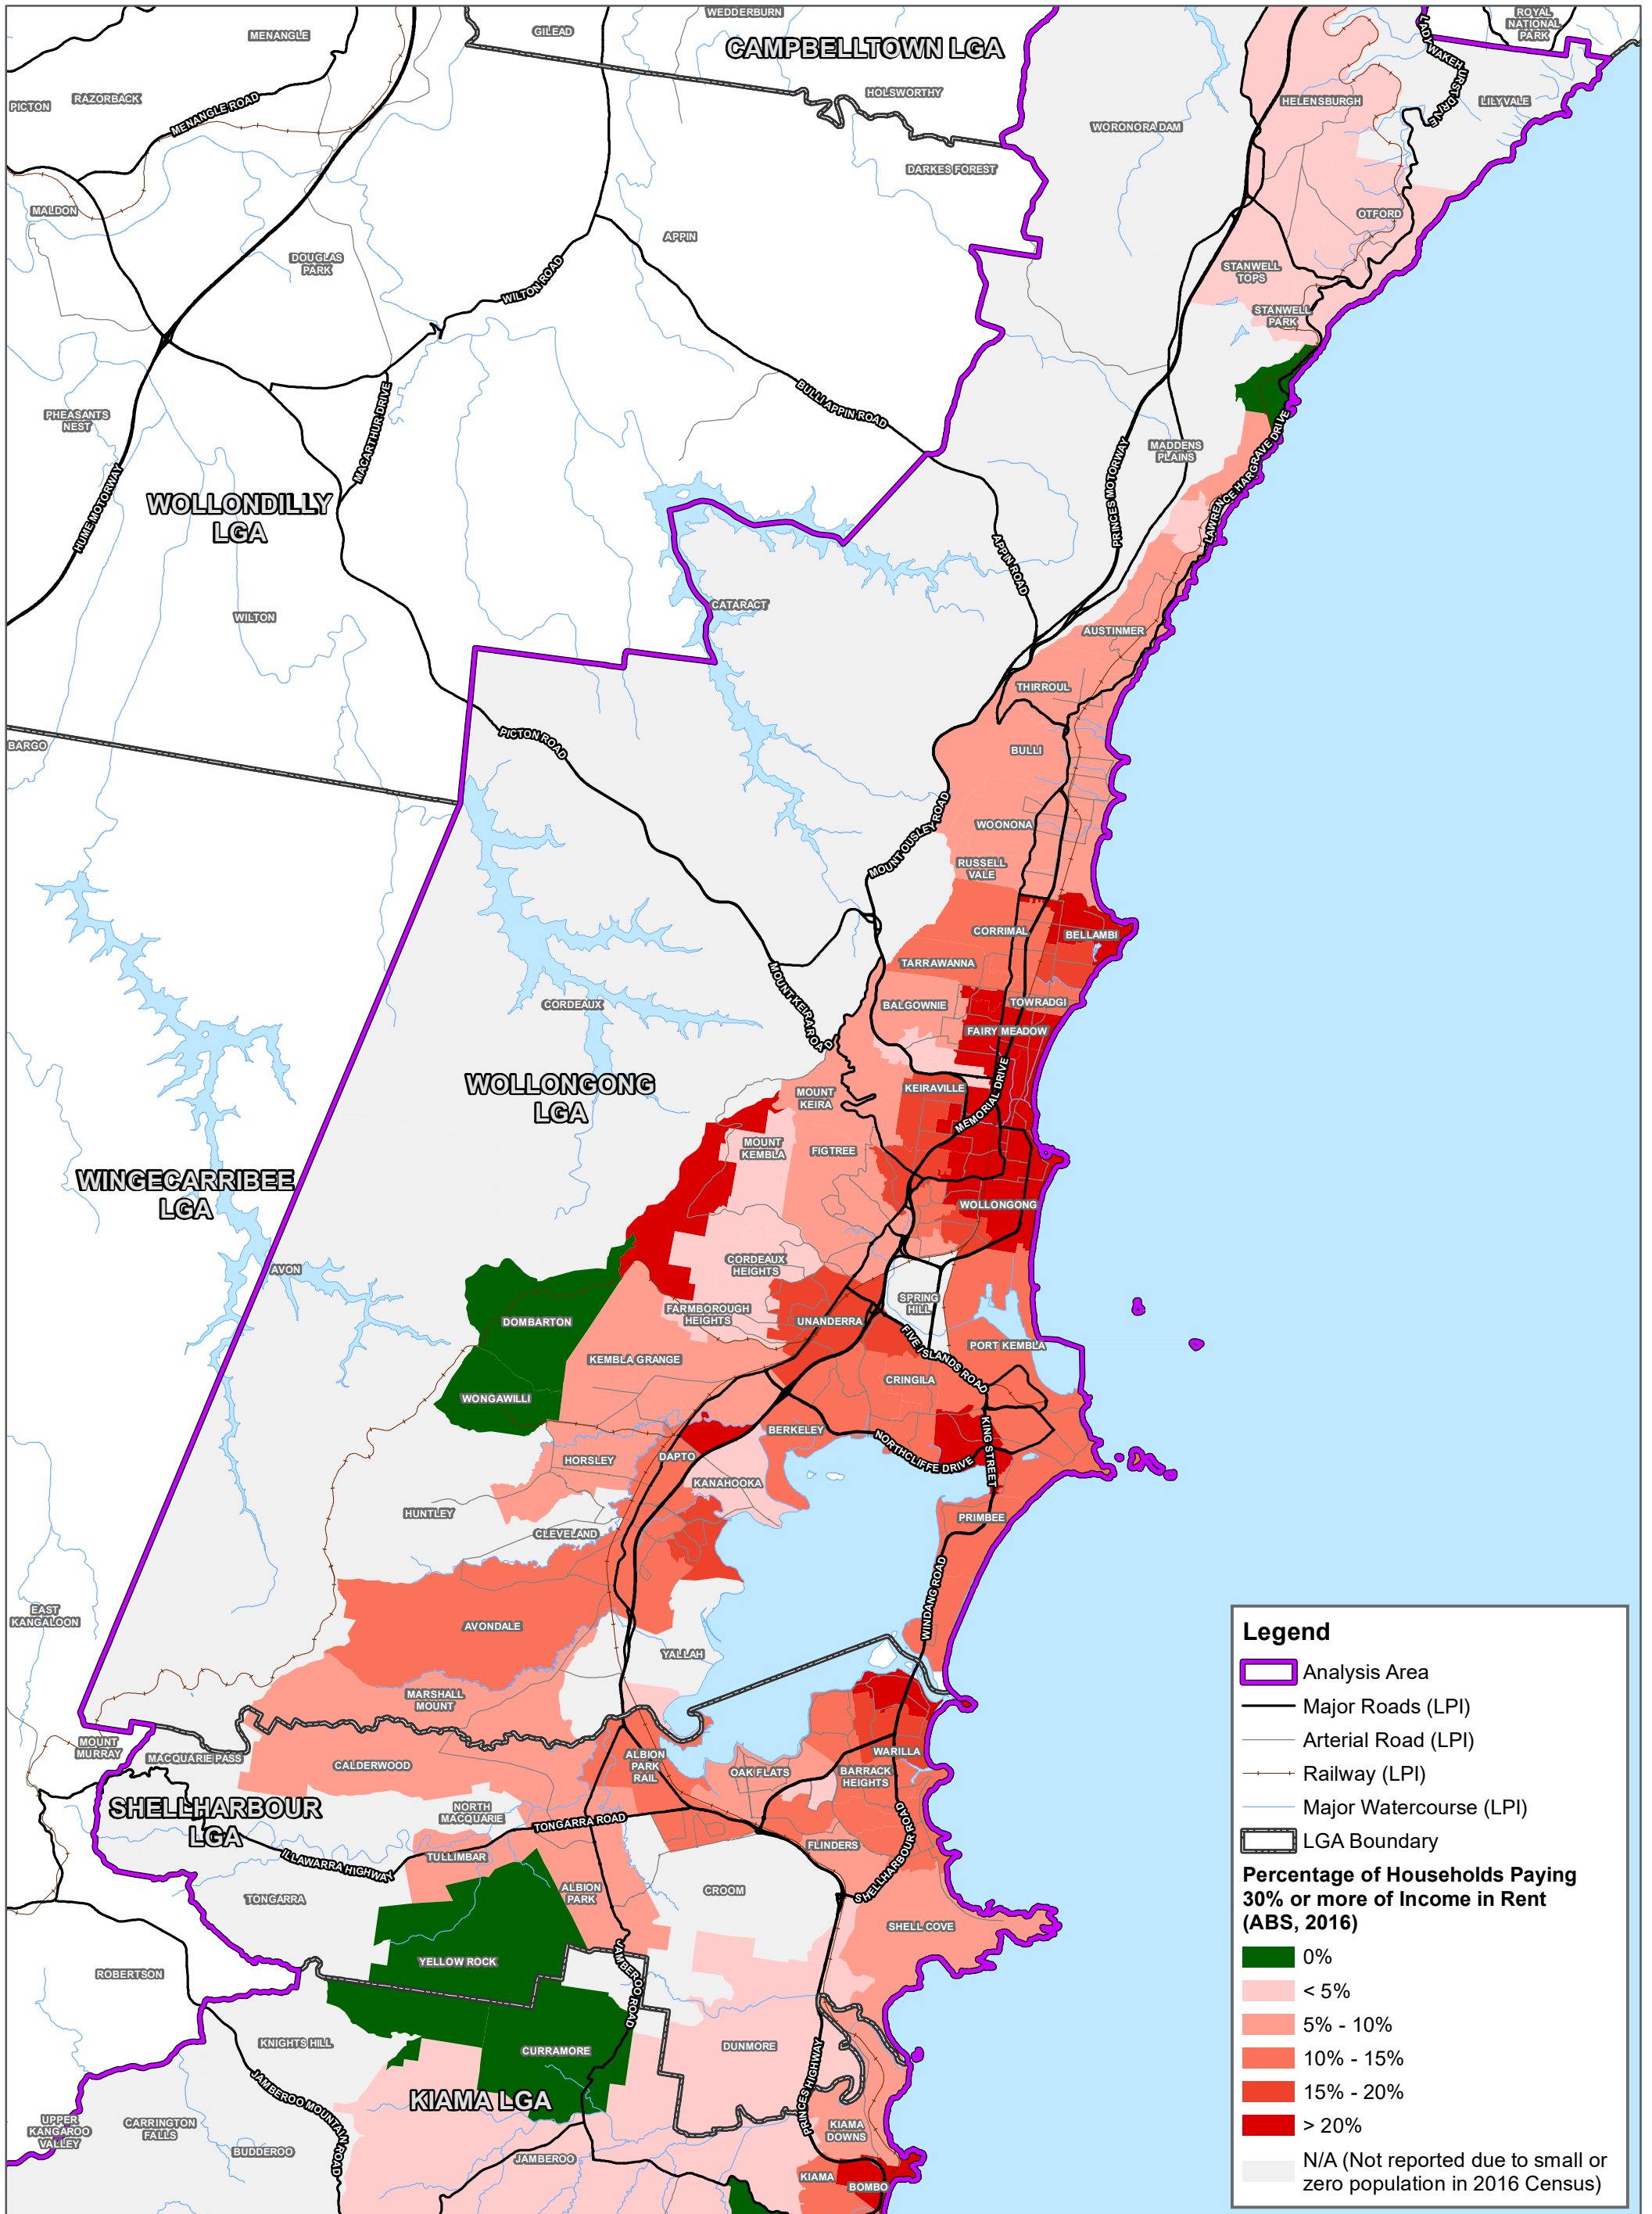 WEDDERBURN
ROYAL
NATIONAL
PARK
MENANGLE
GILEAD
CAMPBELLTOWN LGA
LADY WAKEHURST DRIVE
RAZORBACK
PICTON
MENANGLE ROAD
HOLSWORTHY
HELENSBURGH
LILYVALE
WORONORA DAM
DARKES FOREST
MALDON
OTFORD
APPIN
DOUGLAS
PARK
WILTON ROAD
STANWELL
TOPS
STANWELL
PARK
MACARTHUR DRIVE
BULLI APPIN ROAD
PHEASANTS
NEST
MADDENS
PLAINS
LAWRENCE HARGRAVE DRIVE
PRINCES MOTORWAY
HUME MOTORWAY
WOLLONDILLY
LGA
APPIN ROAD
CATARACT
WILTON
AUSTINMER
THIRROUL
PICTON ROAD
BARGO
BULLI
MOUNT OUSLEY ROAD
WOONONA
RUSSELL
VALE
CORRIMAL
BELLAMBI
TARRAWANNA
MOUNT KEIRA ROAD
CORDEAUX
BALGOWNIE
TOWRADGI
FAIRY MEADOW
WOLLONGONG
LGA
MOUNT
KEIRA
KEIRAVILLE
MEMORIAL DRIVE
MOUNT
KEMBLA
FIGTREE
WINGECARRIBEE
LGA
WOLLONGONG
AVON
CORDEAUX
HEIGHTS
SPRING
HILL
FARMBOROUGH
HEIGHTS
UNANDERRA
DOMBARTON
FIVE ISLANDS ROAD
PORT KEMBLA
KEMBLA GRANGE
CRINGILA
WONGAWILLI
BERKELEY
NORTHCLIFFE DRIVE
KING STREET
HORSLEY
DAPTO
KANAHOOKA
HUNTLEY
CLEVELAND
PRIMBEE
WINDANG ROAD
EAST
KANGALOON
AVONDALE
YALLAH
MARSHALL
MOUNT
MOUNT
MURRAY
MACQUARIE PASS
CALDERWOOD
ALBION
PARK
RAIL
OAK FLATS
WARILLA
BARRACK
HEIGHTS
SHELLHARBOUR
LGA
NORTH
MACQUARIE
TONGARRA ROAD
SHELLHARBOUR ROAD
FLINDERS
ILLAWARRA HIGHWAY
TULLIMBAR
TONGARRA
ALBION
PARK
CROOM
SHELL COVE
YELLOW ROCK
JAMBEROO ROAD
ROBERTSON
KNIGHTS HILL
CURRAMORE
DUNMORE
PRINCES HIGHWAY
JAMBEROO MOUNTAIN ROAD
KIAMA LGA
UPPER
KANGAROO
VALLEY
CARRINGTON
FALLS
BUDDEROO
JAMBEROO
KIAMA
DOWNS
KIAMA
BOMBO
Legend
Analysis Area
Major Roads (LPI)
Arterial Road (LPI)
Railway (LPI)
Major Watercourse (LPI)
LGA Boundary
Percentage of Households Paying
30% or more of Income in Rent
(ABS, 2016)
0%
< 5%
5% - 10%
10% - 15%
15% - 20%
> 20%
N/A (Not reported due to small or
zero population in 2016 Census)